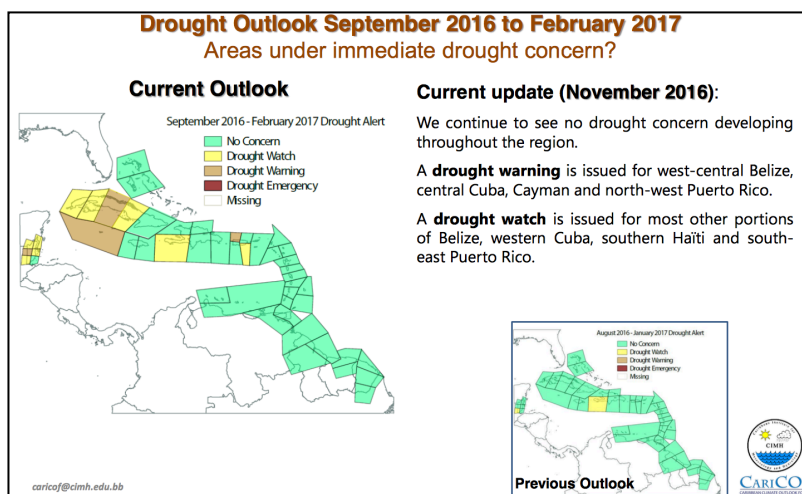 Drought Outlook September 2016 to February 2017
Areas under immediate drought concern?
Current Outlook
September 2016 - February 2017 Drought Alert
No Concern
Drought Watch
Drought Warning
Drought Emergency
Missing
Current update (November 2016):
We continue to see no drought concern developing
throughout the region.
A drought warning is issued for west-central Belize,
central Cuba, Cayman and north-west Puerto Rico.
A drought watch is issued for most other portions
of Belize, western Cuba, southern Haïti and south-
east Puerto Rico.
August 2016 - January 2017 Drought Alert
No Concern
Drought Watch
Drought Warning
Drought Emergency
Missing
Previous Outlook
CIMH
CARICO
caricof@cimh.edu.bb